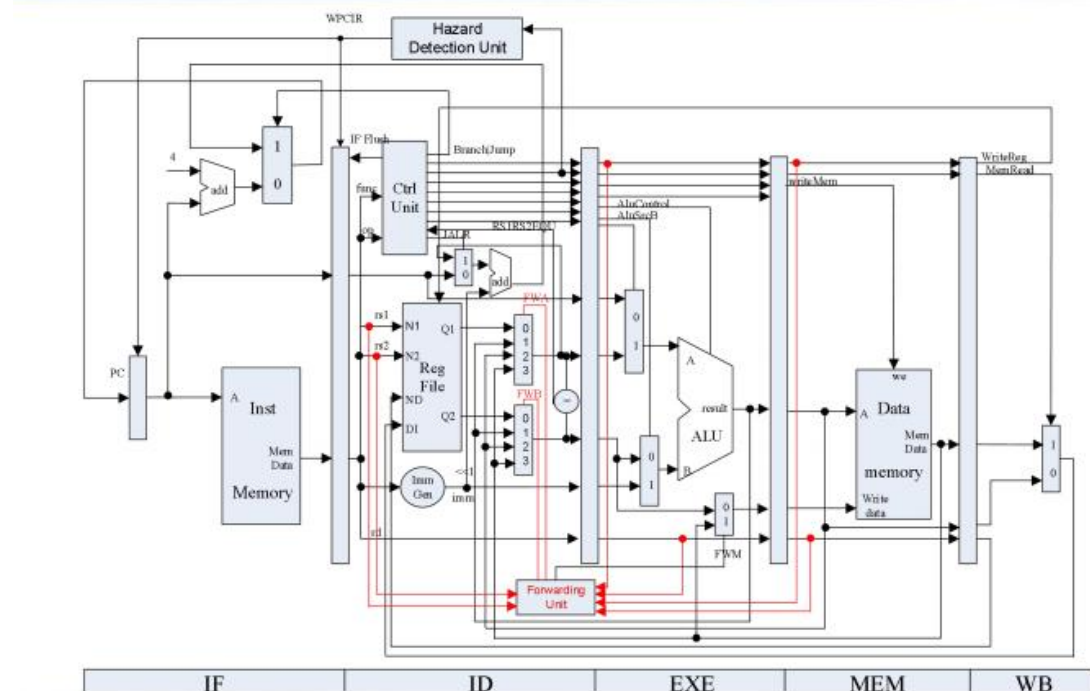 WPCIR
Hazard
Detection Unit
IF Flush
BranchJump
WriteReg
MemRead
writeMem
1
0
4
add
func
Ctrl
Unit
AluControl
AluSrcB
RS1RS2EQU
JALR
1
0
add
FWA
rs1
N1
Q1
0
1
2
3
rs2
N2
Reg
File
ND
DI
Q2
FWB
0
1
2
3
=
0
1
A
result
ALU
B
0
1
PC
A
Inst
Mem
Data
Memory
Imm
Gen
<<1
imm
rd
we
A
Data
Mem
Data
memory
Write
data
0
1
FWM
1
0
Forwarding
Unit
IF
ID
EXE
MEM
WB